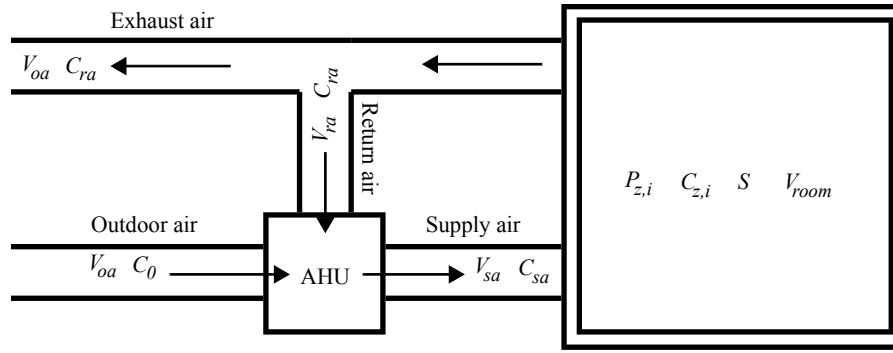 Exhaust air
V_oa C_ra
V_ra C_ra
Return air
P_z,i C_z,i S V_room
Outdoor air
Supply air
V_oa C_0
AHU
V_sa C_sa